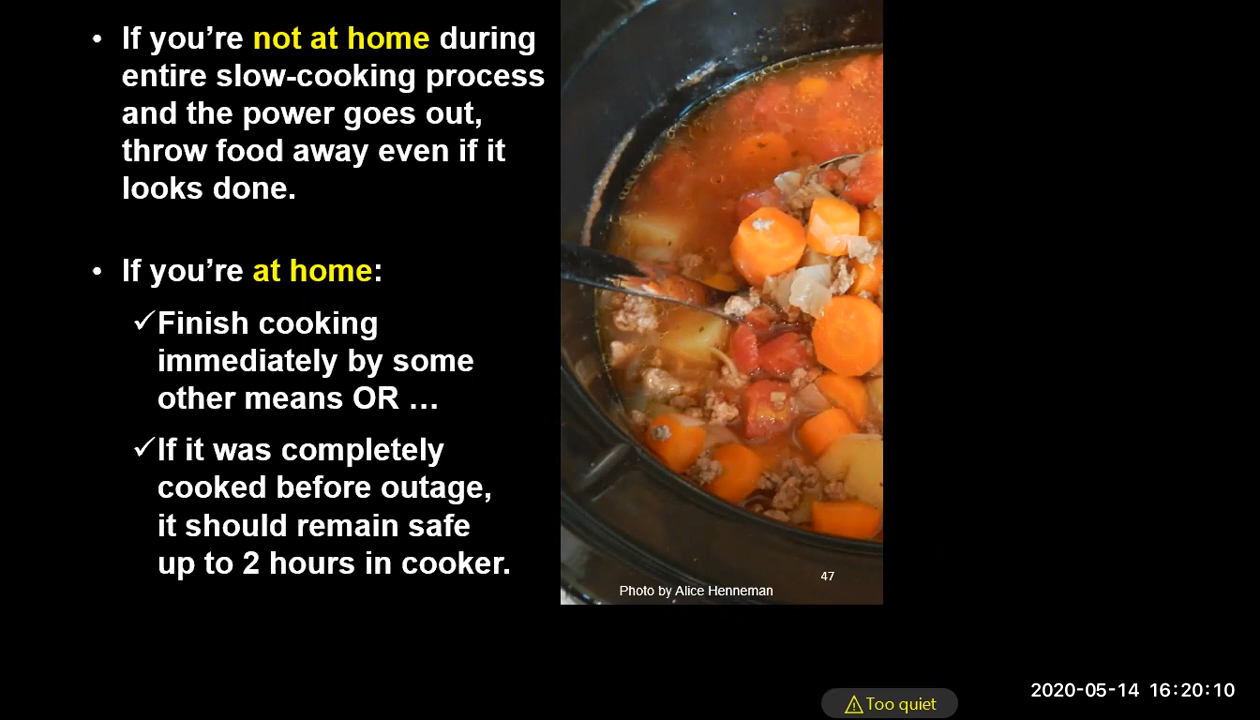 • If you’re not at home during
entire slow-cooking process
and the power goes out,
throw food away even if it
looks done.
• If you’re at home:
✓Finish cooking
immediately by some
other means OR …
✓If it was completely
cooked before outage,
it should remain safe
up to 2 hours in cooker.
47
Photo by Alice Henneman
2020-05-14 16:20:10
Too quiet